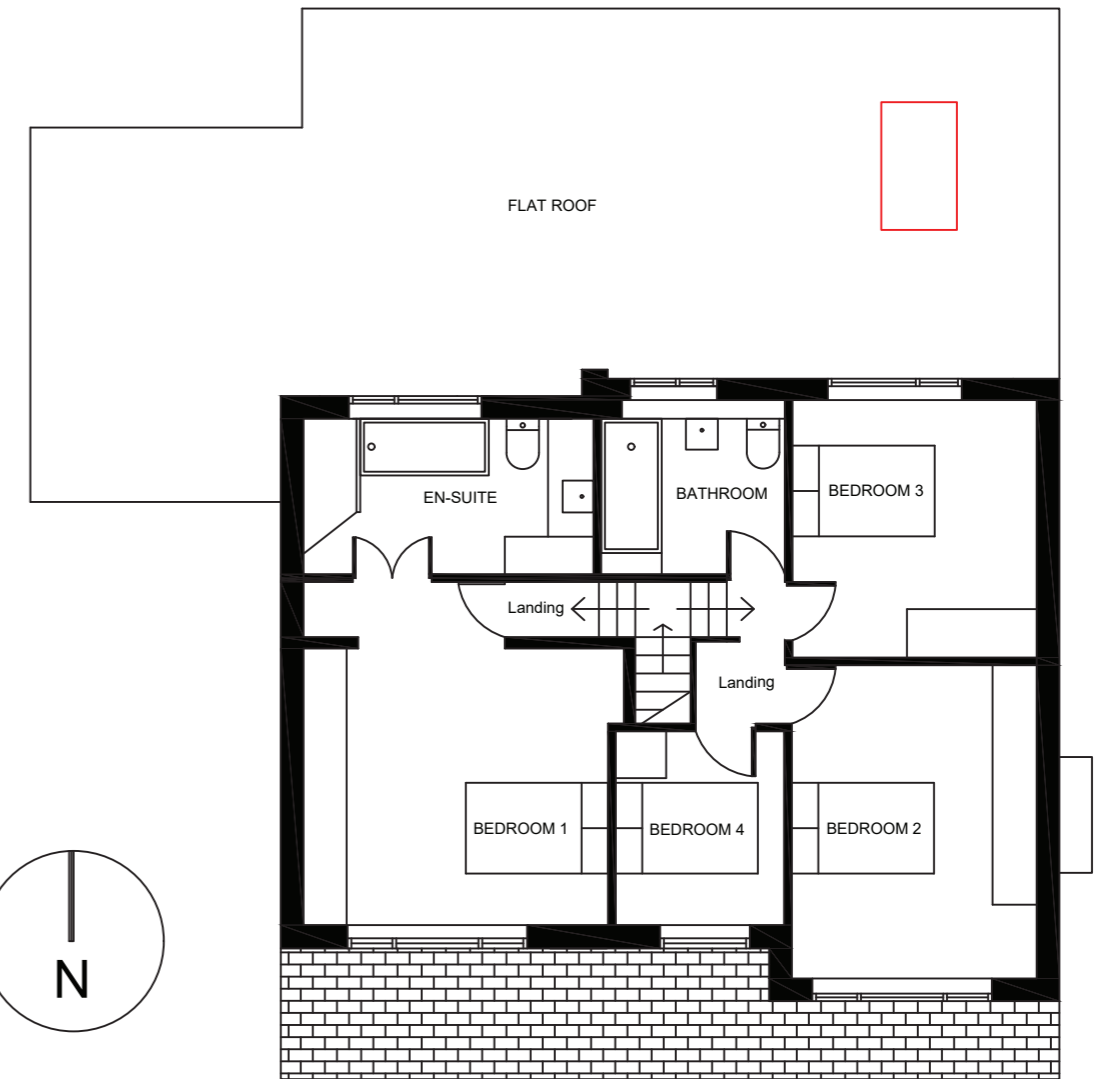 FLAT ROOF
EN-SUITE
BATHROOM
BEDROOM 3
Landing
Landing
BEDROOM 1
BEDROOM 4
BEDROOM 2
N